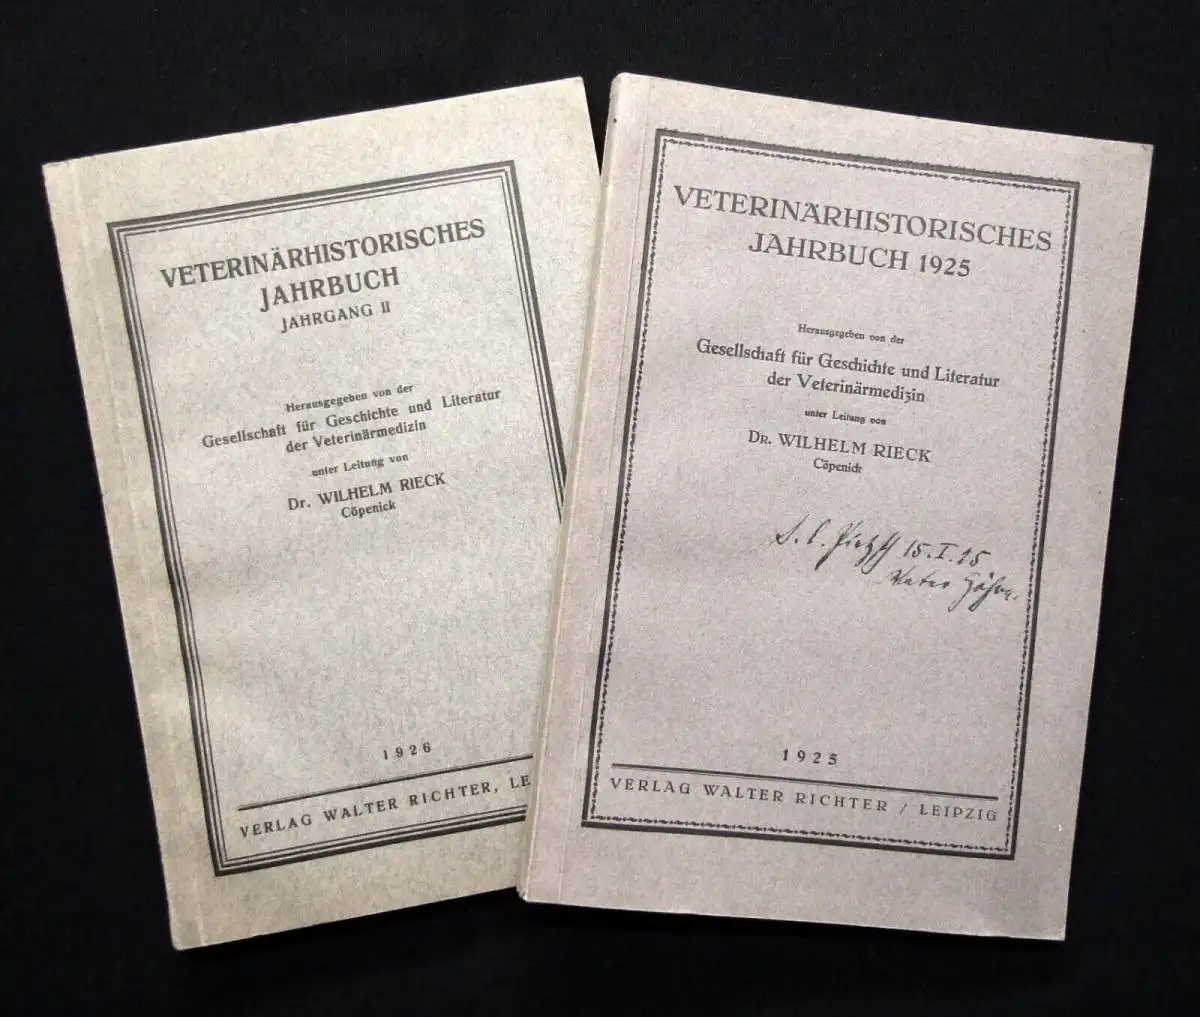 VETERINÄRHISTORISCHES
JAHRBUCH
JAHRGANG II
Herausgegeben von der
Gesellschaft für Geschichte und Literatur
der Veterinärmedizin
unter Leitung von
Dr. WILHELM RIECK
Cöpenick
1926
VERLAG WALTER RICHTER, LE
VETERINÄRHISTORISCHES
JAHRBUCH 1925
Herausgegeben von der
Gesellschaft für Geschichte und Literatur
der Veterinärmedizin
unter Leitung von
DR. WILHELM RIECK
Cöpenick
15.I.
1925
VERLAG WALTER RICHTER / LEIPZIG